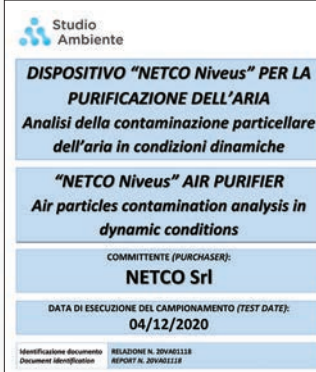 Studio
Ambiente
DISPOSITIVO “NETCO Niveus” PER LA
PURIFICAZIONE DELL’ARIA
Analisi della contaminazione particellare
dell’aria in condizioni dinamiche
“NETCO Niveus” AIR PURIFIER
Air particles contamination analysis in
dynamic conditions
COMMITTENTE (PURCHASER):
NETCO Srl
DATA DI ESECUZIONE DEL CAMPIONAMENTO (TEST DATE):
04/12/2020
Identificazione documento RELAZIONE N. 20VA01118
Document identification REPORT N. 20VA01118